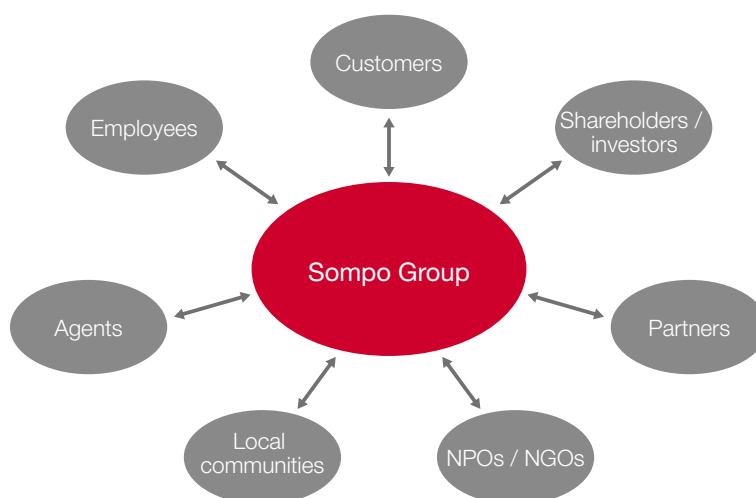 Customers
Employees
Shareholders /
investors
Sompo Group
Agents
Partners
Local
communities
NPOs / NGOs